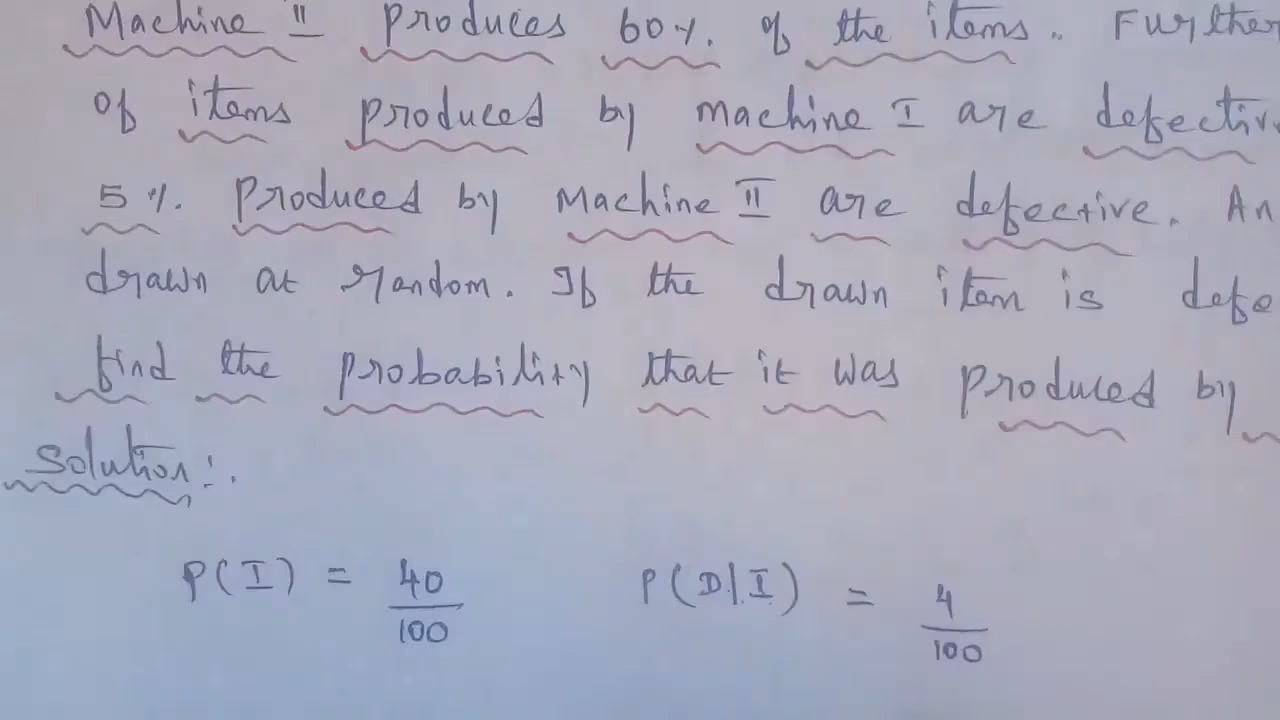 Machine II produces 60%. of the items. Further
of items produced by machine I are defectiv
5%. produced by Machine II are defective. An
drawn at random. If the drawn item is defe
find the probability that it was produced by
Solution:.
P(I) = 40/100 P(D|I) = 4/100